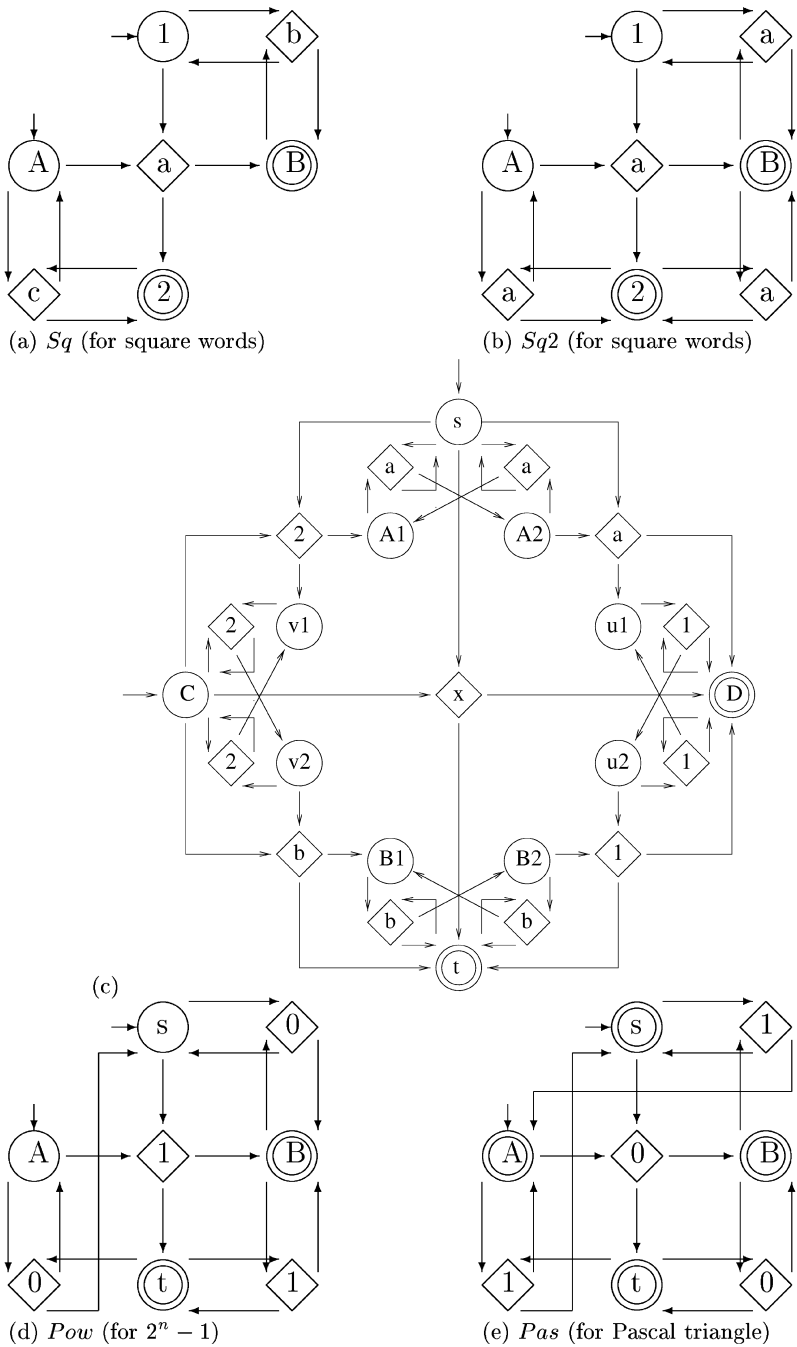 1 b 1 a
A a B A a B
c 2 a 2 a
(a) Sq (for square words) (b) Sq2 (for square words)
s
a a
2 A1 A2 a
2 v1 u1 1
C x D
2 v2 u2 1
b B1 B2 1
b b
t
(c)
s 0 s 1
A 1 B A 0 B
0 t 1 1 t 0
(d) Pow (for 2ⁿ − 1) (e) Pas (for Pascal triangle)